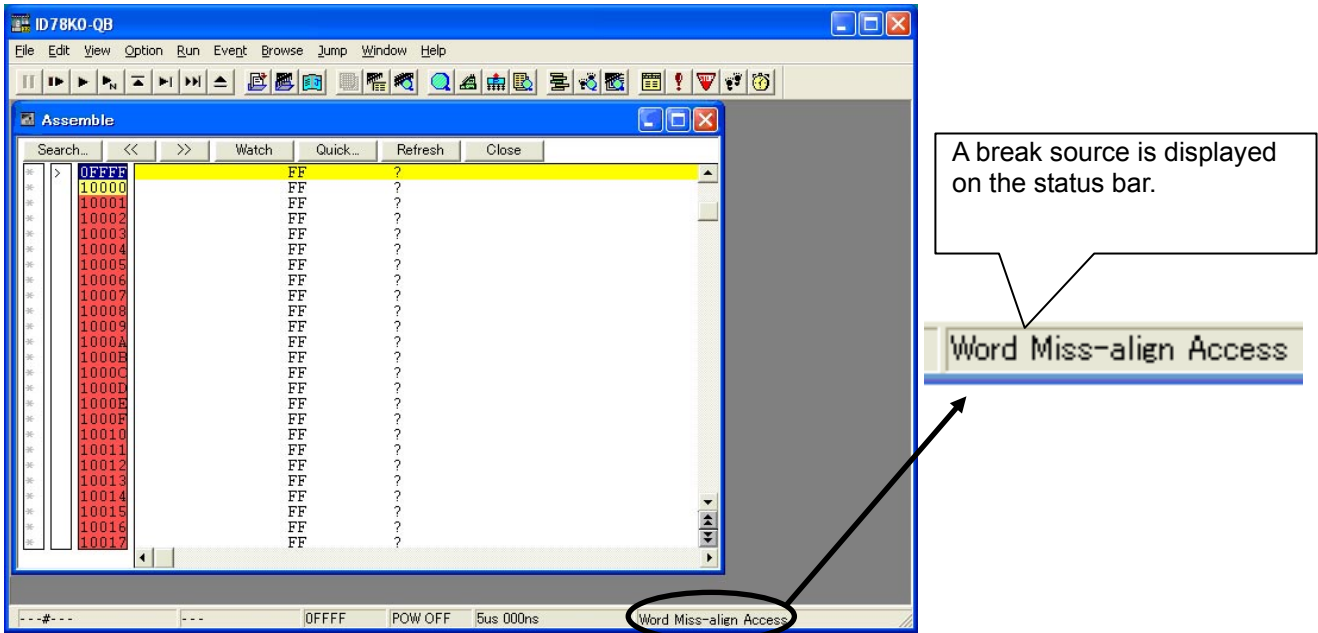 ID78K0-QB
File Edit View Option Run Event Browse Jump Window Help
Assemble
Search... << >> Watch Quick... Refresh Close
* > 0FFFF FF ?
* 10000 FF ?
* 10001 FF ?
* 10002 FF ?
* 10003 FF ?
* 10004 FF ?
* 10005 FF ?
* 10006 FF ?
* 10007 FF ?
* 10008 FF ?
* 10009 FF ?
* 1000A FF ?
* 1000B FF ?
* 1000C FF ?
* 1000D FF ?
* 1000E FF ?
* 1000F FF ?
* 10010 FF ?
* 10011 FF ?
* 10012 FF ?
* 10013 FF ?
* 10014 FF ?
* 10015 FF ?
* 10016 FF ?
* 10017 FF ?
---#--- --- 0FFFF POW OFF 5us 000ns Word Miss-align Access
A break source is displayed
on the status bar.
Word Miss-align Access